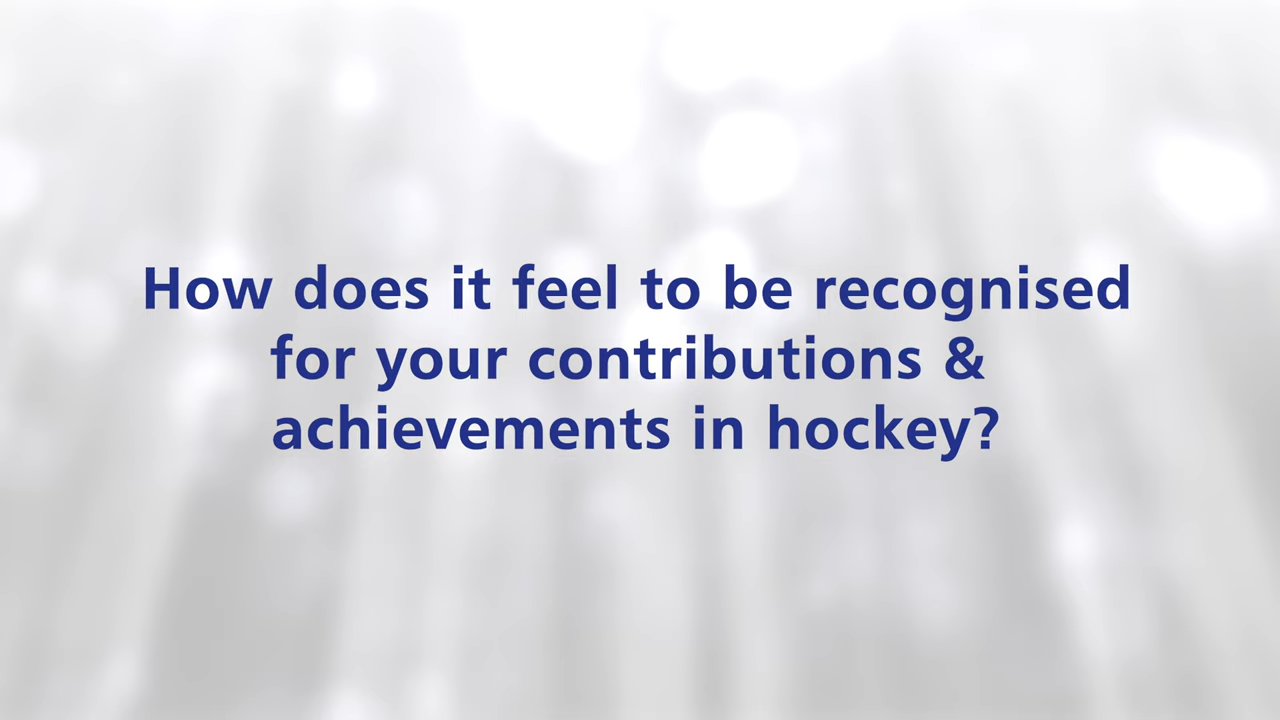 How does it feel to be recognised
for your contributions &
achievements in hockey?